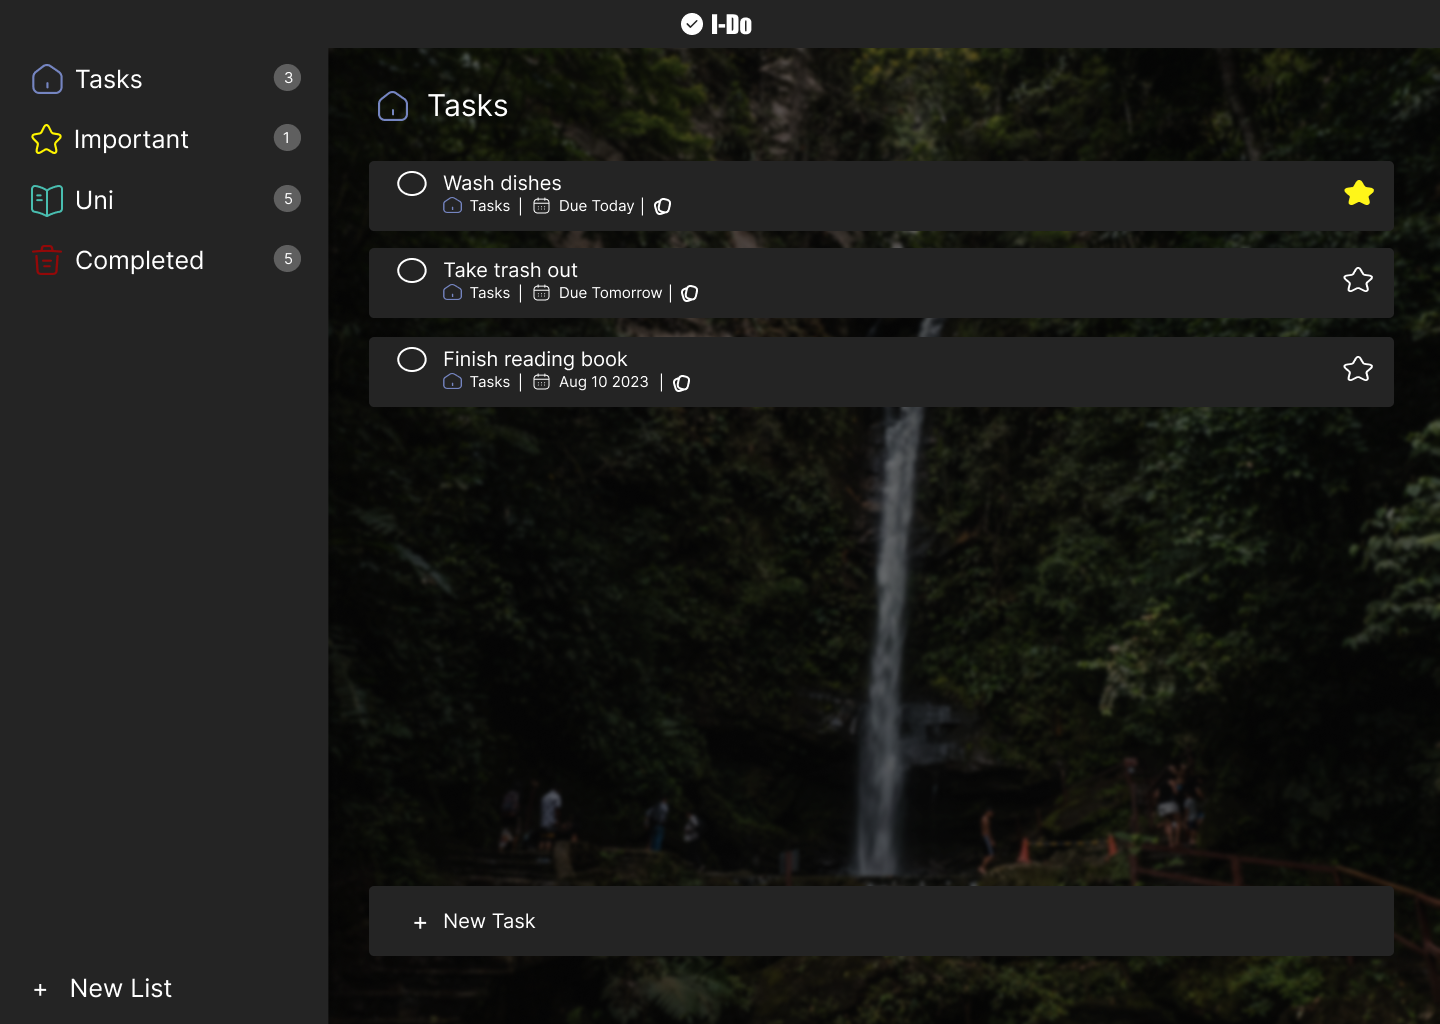 I-Do
Tasks 3
Important 1
Uni 5
Completed 5
+ New List
Tasks
Wash dishes
Tasks | Due Today |
Take trash out
Tasks | Due Tomorrow |
Finish reading book
Tasks | Aug 10 2023 |
+ New Task